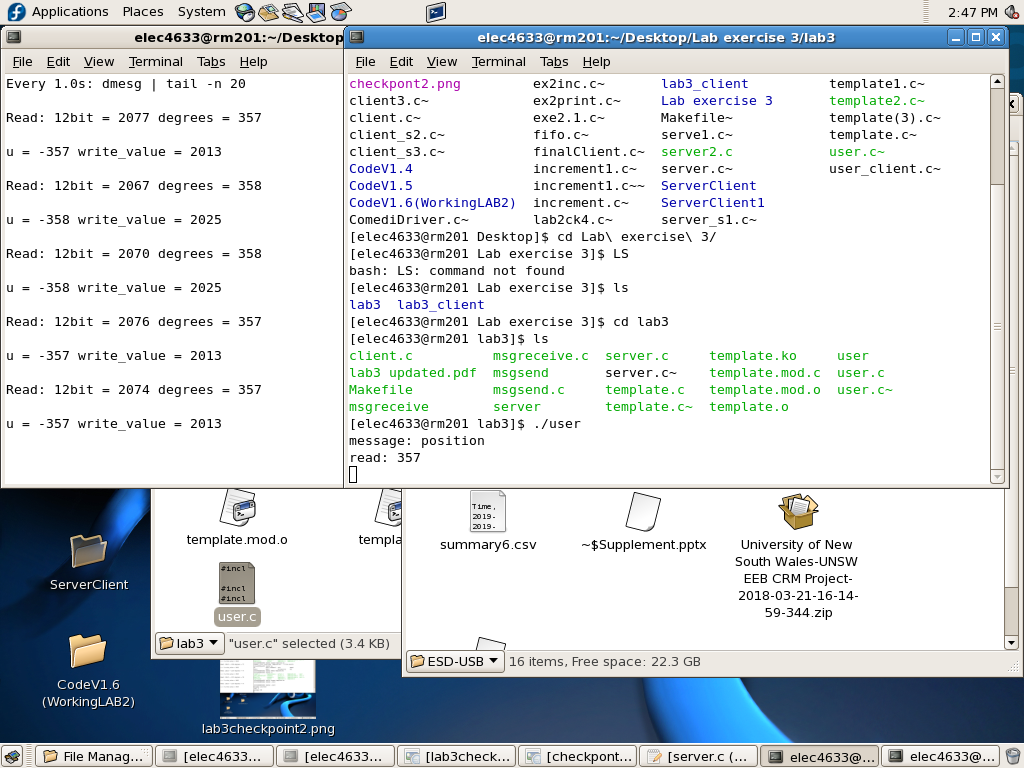 Applications Places System 2:47 PM
elec4633@rm201:~/Desktop
File Edit View Terminal Tabs Help
Every 1.0s: dmesg | tail -n 20
Read: 12bit = 2077 degrees = 357
u = -357 write_value = 2013
Read: 12bit = 2067 degrees = 358
u = -358 write_value = 2025
Read: 12bit = 2070 degrees = 358
u = -358 write_value = 2025
Read: 12bit = 2076 degrees = 357
u = -357 write_value = 2013
Read: 12bit = 2074 degrees = 357
u = -357 write_value = 2013
elec4633@rm201:~/Desktop/Lab exercise 3/lab3
File Edit View Terminal Tabs Help
checkpont2.png ex2inc.c~ lab3_client template1.c~
client3.c~ ex2print.c~ Lab exercise 3 template2.c~
client.c~ exe2.1.c~ Makefile~ template(3).c~
client_s2.c~ fifo.c~ serve1.c~ template.c~
client_s3.c~ finalClient.c~ server2.c user.c~
CodeV1.4 increment1.c~ server.c~ user_client.c~
CodeV1.5 increment1.c~~ ServerClient
CodeV1.6(WorkingLAB2) increment.c~ ServerClient1
ComediDriver.c~ lab2ck4.c~ server_s1.c~
[elec4633@rm201 Desktop]$ cd Lab\ exercise\ 3/
[elec4633@rm201 Lab exercise 3]$ LS
bash: LS: command not found
[elec4633@rm201 Lab exercise 3]$ ls
lab3 lab3_client
[elec4633@rm201 Lab exercise 3]$ cd lab3
[elec4633@rm201 lab3]$ ls
client.c msgreceive.c server.c template.ko user
lab3 updated.pdf msgsend server.c~ template.mod.c user.c
Makefile msgsend.c template.c template.mod.o user.c~
msgreceive server template.c~ template.o
[elec4633@rm201 lab3]$ ./user
message: position
read: 357
template.mod.o templa
#incl
#incl
#incl
user.c
lab3 "user.c" selected (3.4 KB)
Time,
2019-
2019-
summary6.csv ~$Supplement.pptx University of New
South Wales-UNSW
EEB CRM Project-
2018-03-21-16-14-
59-344.zip
ESD-USB 16 items, Free space: 22.3 GB
ServerClient
CodeV1.6
(WorkingLAB2)
lab3checkpoint2.png
File Manag... [elec4633... [elec4633... [lab3check... [checkpont... [server.c (... elec4633@... elec4633@...